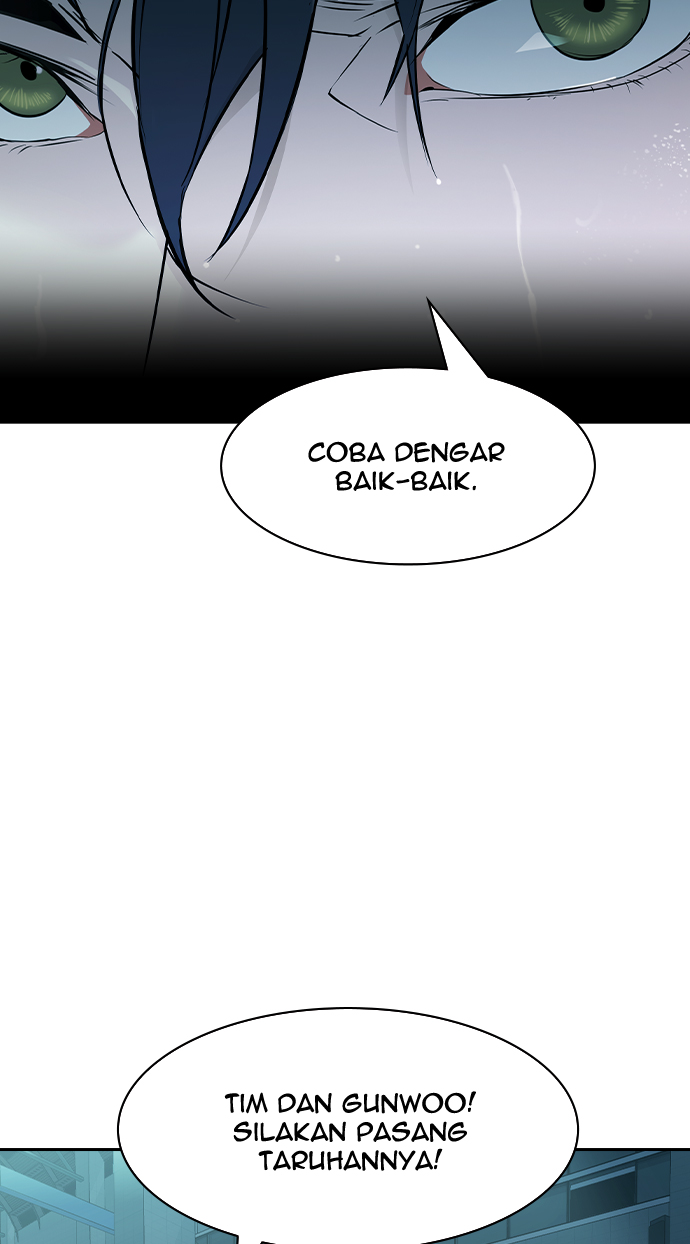 COBA DENGAR
BAIK-BAIK.
TIM DAN GUNWOO!
SILAKAN PASANG
TARUHANNYA!